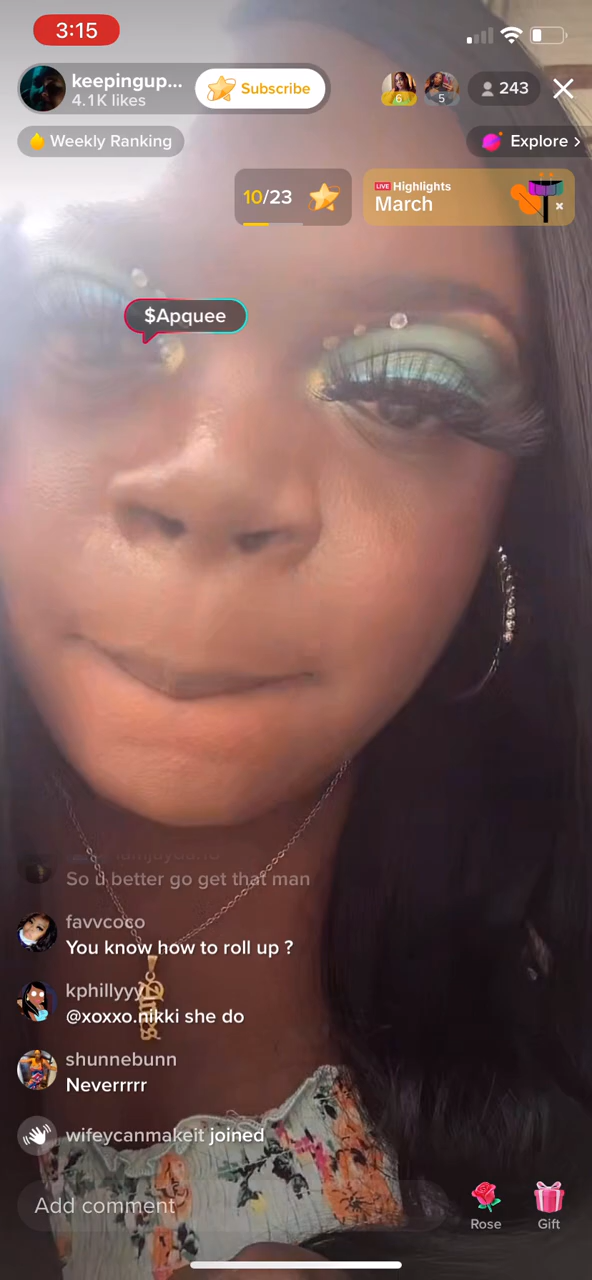 3:15
keepingup...
4.1K likes
Subscribe
6
5
243
Weekly Ranking
Explore >
10/23
LIVE Highlights
March
$Apquee
So u better go get that man
favvcoco
You know how to roll up ?
kphillyyy
@xoxxo.nikki she do
shunnebunn
Neverrrrr
wifeycanmakeit joined
Add comment
Rose
Gift